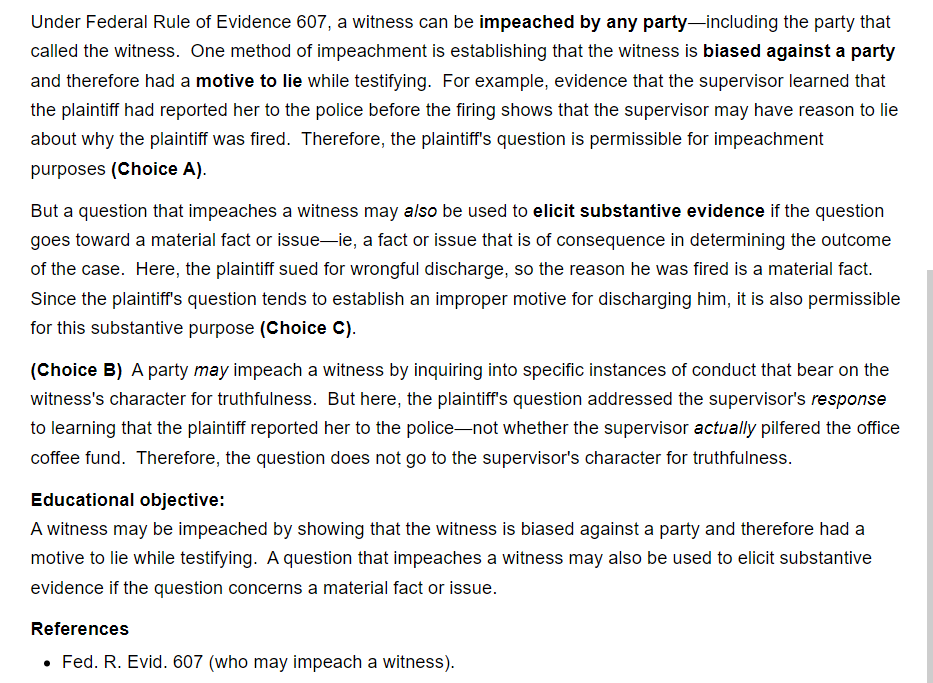 Under Federal Rule of Evidence 607, a witness can be impeached by any party—including the party that
called the witness.  One method of impeachment is establishing that the witness is biased against a party
and therefore had a motive to lie while testifying.  For example, evidence that the supervisor learned that
the plaintiff had reported her to the police before the firing shows that the supervisor may have reason to lie
about why the plaintiff was fired.  Therefore, the plaintiff's question is permissible for impeachment
purposes (Choice A).
But a question that impeaches a witness may also be used to elicit substantive evidence if the question
goes toward a material fact or issue—ie, a fact or issue that is of consequence in determining the outcome
of the case.  Here, the plaintiff sued for wrongful discharge, so the reason he was fired is a material fact.
Since the plaintiff's question tends to establish an improper motive for discharging him, it is also permissible
for this substantive purpose (Choice C).
(Choice B)  A party may impeach a witness by inquiring into specific instances of conduct that bear on the
witness's character for truthfulness.  But here, the plaintiff's question addressed the supervisor's response
to learning that the plaintiff reported her to the police—not whether the supervisor actually pilfered the office
coffee fund.  Therefore, the question does not go to the supervisor's character for truthfulness.
Educational objective:
A witness may be impeached by showing that the witness is biased against a party and therefore had a
motive to lie while testifying.  A question that impeaches a witness may also be used to elicit substantive
evidence if the question concerns a material fact or issue.
References
• Fed. R. Evid. 607 (who may impeach a witness).